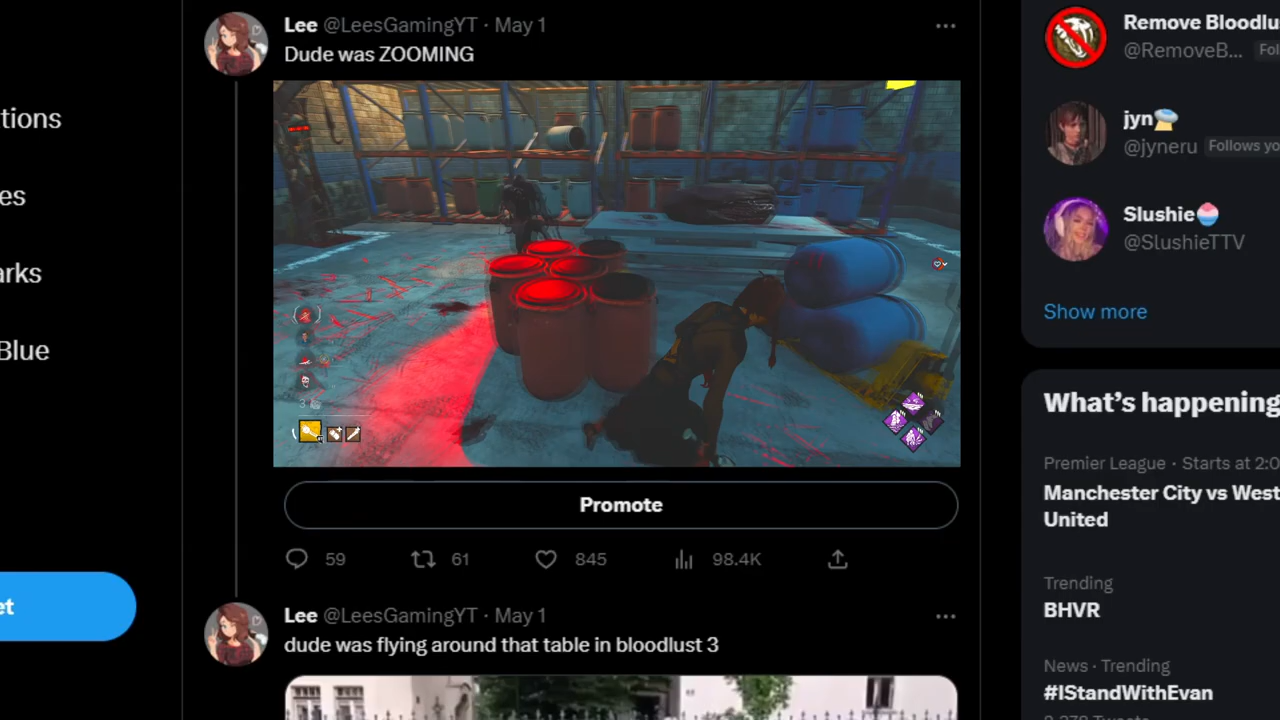 tions
es
arks
Blue
et
Lee @LeesGamingYT · May 1
Dude was ZOOMING
3
Promote
59 61 845 98.4K
Lee @LeesGamingYT · May 1
dude was flying around that table in bloodlust 3
Remove Bloodlu
@RemoveB... Fol
jyn
@jyneru Follows yo
Slushie
@SlushieTTV
Show more
What's happening
Premier League · Starts at 2:0
Manchester City vs West
United
Trending
BHVR
News · Trending
#IStandWithEvan